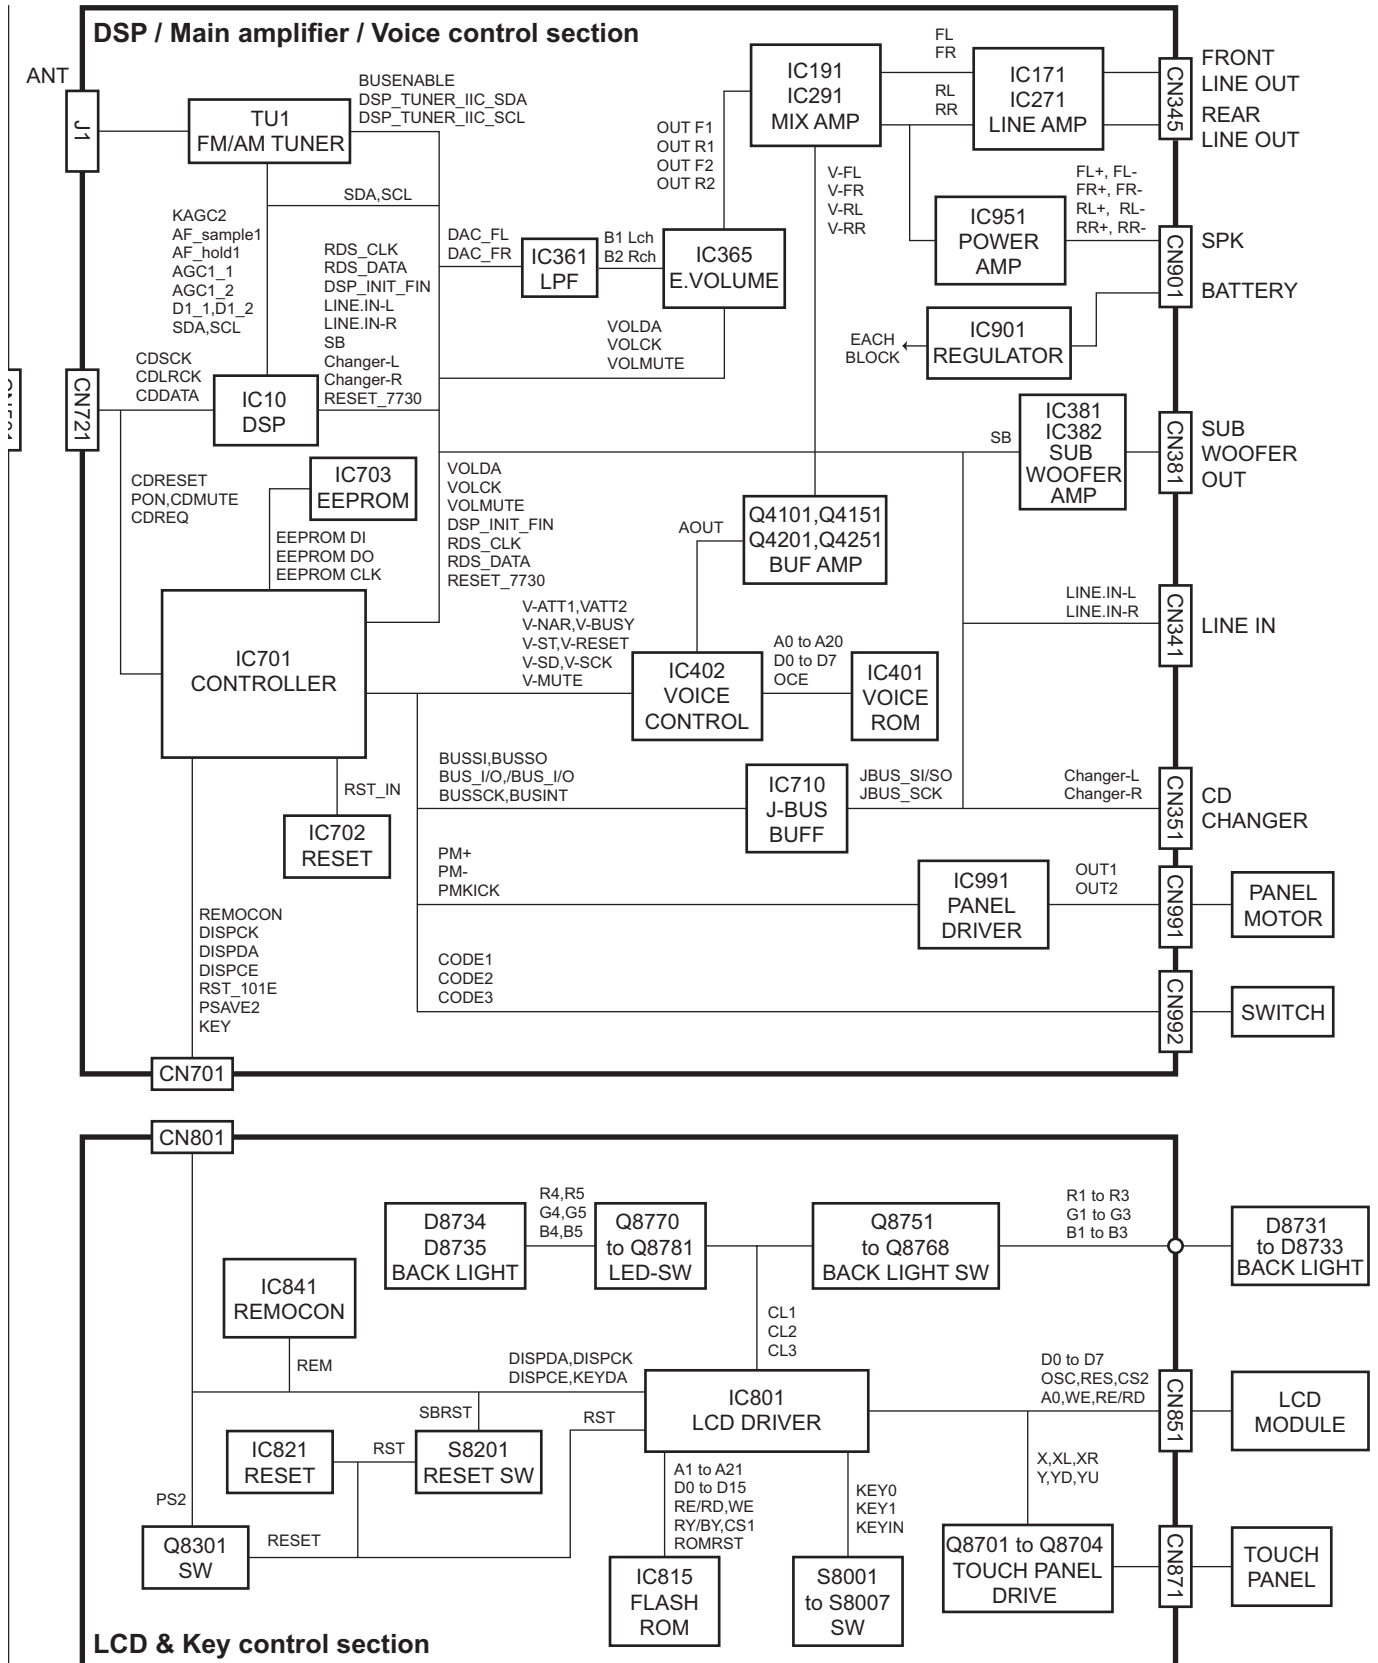 DSP / Main amplifier / Voice control section
ANT
J1
TU1
FM/AM TUNER
BUSENABLE
DSP_TUNER_IIC_SDA
DSP_TUNER_IIC_SCL
SDA,SCL
KAGC2
AF_sample1
AF_hold1
AGC1_1
AGC1_2
D1_1,D1_2
SDA,SCL
RDS_CLK
RDS_DATA
DSP_INIT_FIN
LINE.IN-L
LINE.IN-R
SB
Changer-L
Changer-R
RESET_7730
DAC_FL
DAC_FR
IC361
LPF
B1 Lch
B2 Rch
IC365
E.VOLUME
OUT F1
OUT R1
OUT F2
OUT R2
VOLDA
VOLCK
VOLMUTE
IC191
IC291
MIX AMP
FL
FR
RL
RR
IC171
IC271
LINE AMP
CN345
FRONT
LINE OUT
REAR
LINE OUT
V-FL
V-FR
V-RL
V-RR
IC951
POWER
AMP
FL+, FL-
FR+, FR-
RL+, RL-
RR+, RR-
CN901
SPK
BATTERY
EACH
BLOCK
IC901
REGULATOR
CN721
CDSCK
CDLRCK
CDDATA
IC10
DSP
CDRESET
PON,CDMUTE
CDREQ
IC703
EEPROM
EEPROM DI
EEPROM DO
EEPROM CLK
VOLDA
VOLCK
VOLMUTE
DSP_INIT_FIN
RDS_CLK
RDS_DATA
RESET_7730
SB
IC381
IC382
SUB
WOOFER
AMP
CN381
SUB
WOOFER
OUT
AOUT
Q4101,Q4151
Q4201,Q4251
BUF AMP
LINE.IN-L
LINE.IN-R
CN341
LINE IN
IC701
CONTROLLER
V-ATT1,VATT2
V-NAR,V-BUSY
V-ST,V-RESET
V-SD,V-SCK
V-MUTE
IC402
VOICE
CONTROL
A0 to A20
D0 to D7
OCE
IC401
VOICE
ROM
RST_IN
IC702
RESET
BUSSI,BUSSO
BUS_I/O,/BUS_I/O
BUSSCK,BUSINT
IC710
J-BUS
BUFF
JBUS_SI/SO
JBUS_SCK
Changer-L
Changer-R
CN351
CD
CHANGER
PM+
PM-
PMKICK
IC991
PANEL
DRIVER
OUT1
OUT2
CN991
PANEL
MOTOR
CODE1
CODE2
CODE3
CN992
SWITCH
REMOCON
DISPCK
DISPDA
DISPCE
RST_101E
PSAVE2
KEY
CN701
CN801
D8734
D8735
BACK LIGHT
R4,R5
G4,G5
B4,B5
Q8770
to Q8781
LED-SW
Q8751
to Q8768
BACK LIGHT SW
R1 to R3
G1 to G3
B1 to B3
D8731
to D8733
BACK LIGHT
IC841
REMOCON
REM
CL1
CL2
CL3
DISPDA,DISPCK
DISPCE,KEYDA
IC801
LCD DRIVER
D0 to D7
OSC,RES,CS2
A0,WE,RE/RD
CN851
LCD
MODULE
SBRST
RST
IC821
RESET
RST
S8201
RESET SW
PS2
Q8301
SW
RESET
A1 to A21
D0 to D15
RE/RD,WE
RY/BY,CS1
ROMRST
KEY0
KEY1
KEYIN
X,XL,XR
Y,YD,YU
IC815
FLASH
ROM
S8001
to S8007
SW
Q8701 to Q8704
TOUCH PANEL
DRIVE
CN871
TOUCH
PANEL
LCD & Key control section